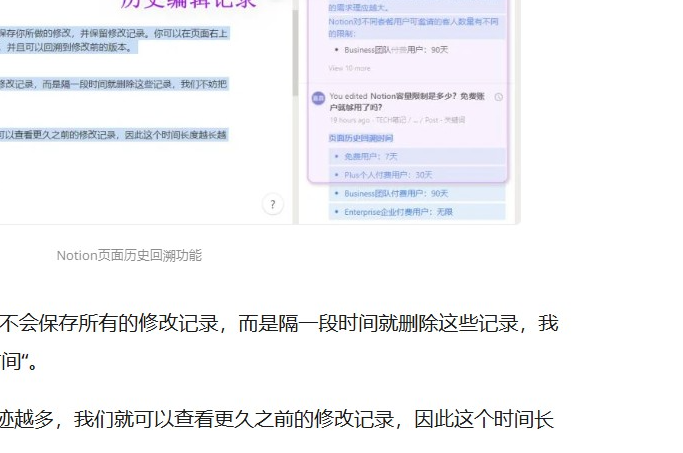 历史编辑记录
保存你所做的修改，并保留修改记录。你可以在页面右上
，并且可以回溯到修改前的版本。
修改记录，而是隔一段时间就删除这些记录，我们不妨把
可以查看更久之前的修改记录，因此这个时间长度越长越
?
的需求理应越大。
Notion对不同套餐用户可邀请的客人数量有不同
的限制：
• Business团队付费用户：90天
View 10 more
You edited Notion容量限制是多少？免费账
户就够用了吗？
19 hours ago · TECH笔记 / ... / Post - 关键词
页面历史回溯时间
• 免费用户：7天
• Plus个人付费用户：30天
• Business团队付费用户：90天
• Enterprise企业付费用户：无限
Notion页面历史回溯功能
不会保存所有的修改记录，而是隔一段时间就删除这些记录，我
间“。
迹越多，我们就可以查看更久之前的修改记录，因此这个时间长